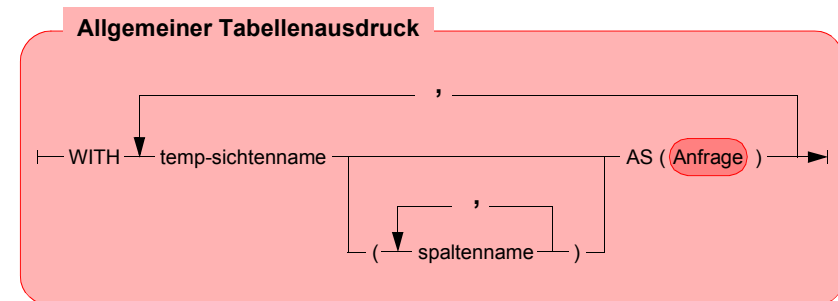 Allgemeiner Tabellenausdruck
,
WITH temp-sichtenname AS ( Anfrage )
,
( spaltenname )